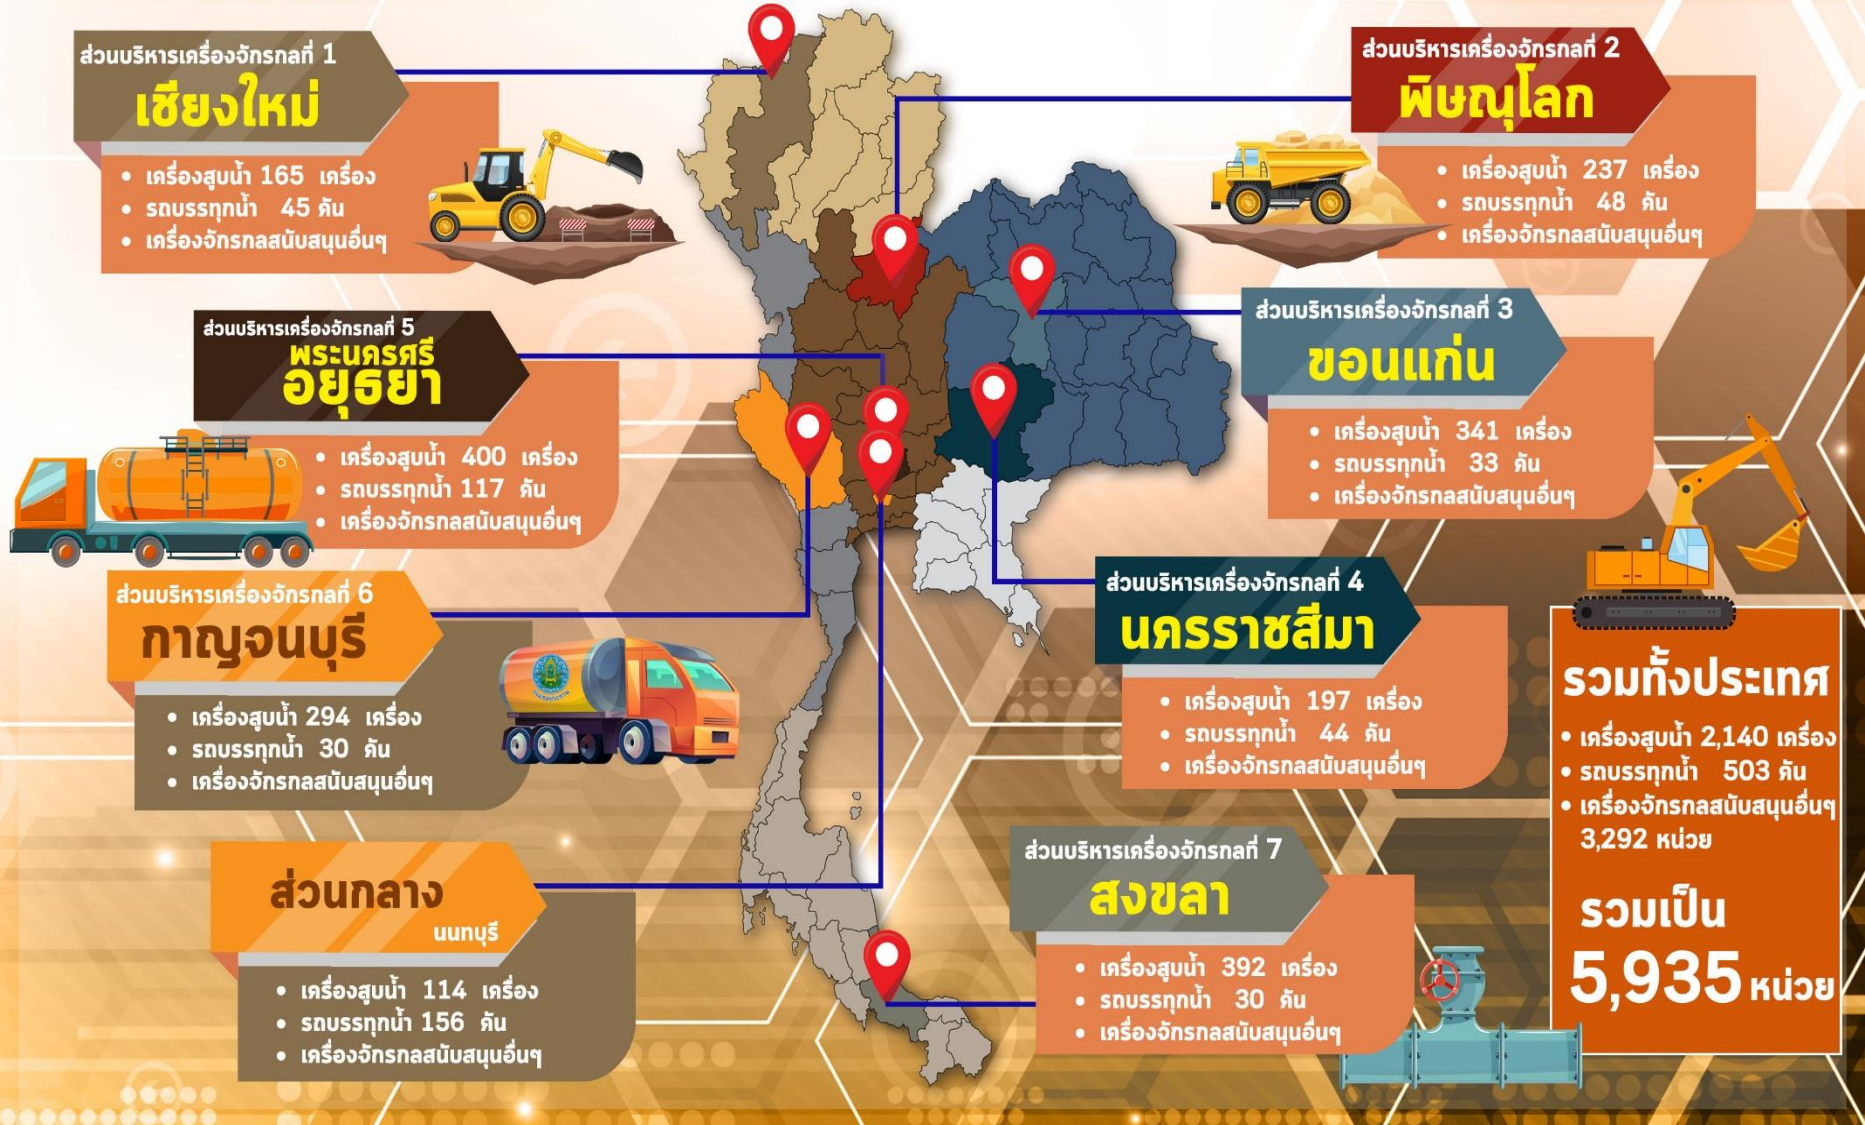 ส่วนบริหารเครื่องจักรกลที่ 1
เชียงใหม่
• เครื่องสูบน้ำ 165 เครื่อง
• รถบรรทุกน้ำ 45 คัน
• เครื่องจักรกลสนับสนุนอื่นๆ
ส่วนบริหารเครื่องจักรกลที่ 2
พิษณุโลก
• เครื่องสูบน้ำ 237 เครื่อง
• รถบรรทุกน้ำ 48 คัน
• เครื่องจักรกลสนับสนุนอื่นๆ
ส่วนบริหารเครื่องจักรกลที่ 5
พระนครศรี
อยุธยา
• เครื่องสูบน้ำ 400 เครื่อง
• รถบรรทุกน้ำ 117 คัน
• เครื่องจักรกลสนับสนุนอื่นๆ
ส่วนบริหารเครื่องจักรกลที่ 3
ขอนแก่น
• เครื่องสูบน้ำ 341 เครื่อง
• รถบรรทุกน้ำ 33 คัน
• เครื่องจักรกลสนับสนุนอื่นๆ
ส่วนบริหารเครื่องจักรกลที่ 6
กาญจนบุรี
• เครื่องสูบน้ำ 294 เครื่อง
• รถบรรทุกน้ำ 30 คัน
• เครื่องจักรกลสนับสนุนอื่นๆ
ส่วนบริหารเครื่องจักรกลที่ 4
นครราชสีมา
• เครื่องสูบน้ำ 197 เครื่อง
• รถบรรทุกน้ำ 44 คัน
• เครื่องจักรกลสนับสนุนอื่นๆ
ส่วนกลาง
นนทบุรี
• เครื่องสูบน้ำ 114 เครื่อง
• รถบรรทุกน้ำ 156 คัน
• เครื่องจักรกลสนับสนุนอื่นๆ
ส่วนบริหารเครื่องจักรกลที่ 7
สงขลา
• เครื่องสูบน้ำ 392 เครื่อง
• รถบรรทุกน้ำ 30 คัน
• เครื่องจักรกลสนับสนุนอื่นๆ
รวมทั้งประเทศ
• เครื่องสูบน้ำ 2,140 เครื่อง
• รถบรรทุกน้ำ 503 คัน
• เครื่องจักรกลสนับสนุนอื่นๆ
3,292 หน่วย
รวมเป็น
5,935 หน่วย